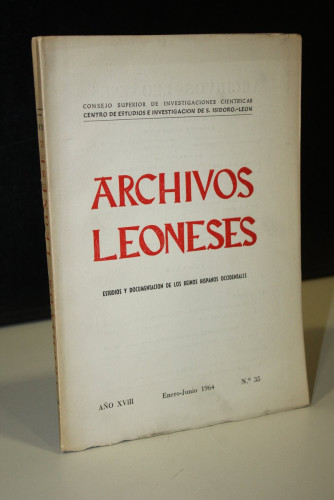 CONSEJO SUPERIOR DE INVESTIGACIONES CIENTIFICAS
CENTRO DE ESTUDIOS E INVESTIGACION DE S. ISIDORO.-LEON
ARCHIVOS
LEONESES
ESTUDIOS Y DOCUMENTACION DE LOS REINOS HISPANOS OCCIDENTALES
AÑO XVIII Enero-Junio 1964 N.º 35